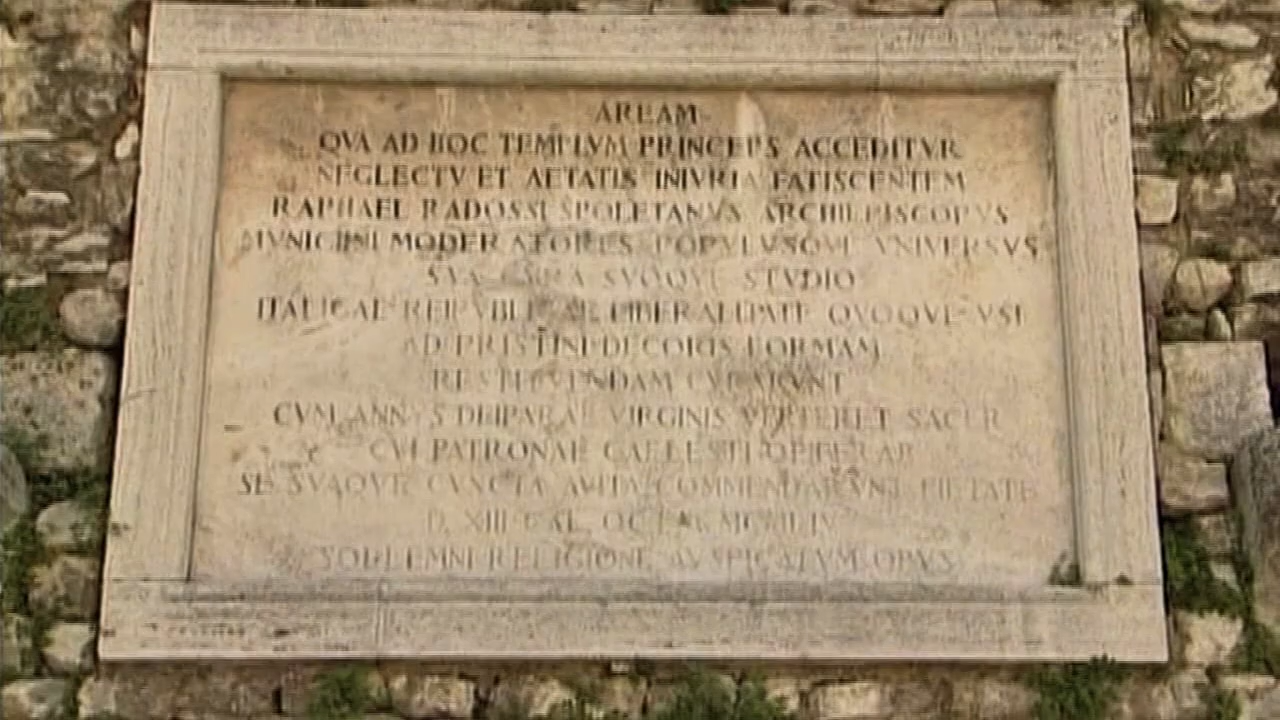 AREAM
QVA AD HOC TEMPLVM PRINCEPS ACCEDITVR
NEGLECTV ET AETATIS INIVRIA FATISCENTEM
RAPHAEL RADOSSI SPOLETANVS ARCHIEPISCOPVS
MVNICIPII MODERATORES POPVLVSQVE VNIVERSVS
SVA CVRA SVOQVE STVDIO
ITALICAE REIPVBLICAE LIBERALITATE QVOQVE VSI
AD PRISTINI DECORIS FORMAM
RESTITVENDAM CVRARVNT
CVM ANNVS DEIPARAE VIRGINIS VERTERET SACER
CVI PATRONAE CAELESTI OPIFERAE
SE SVAQVE CVNCTA AVITA COMMENDARVNT PIETATE
D. XIII CAL OCT MCMLIV
SOLLEMNI RELIGIONE AVSPICATVM OPVS